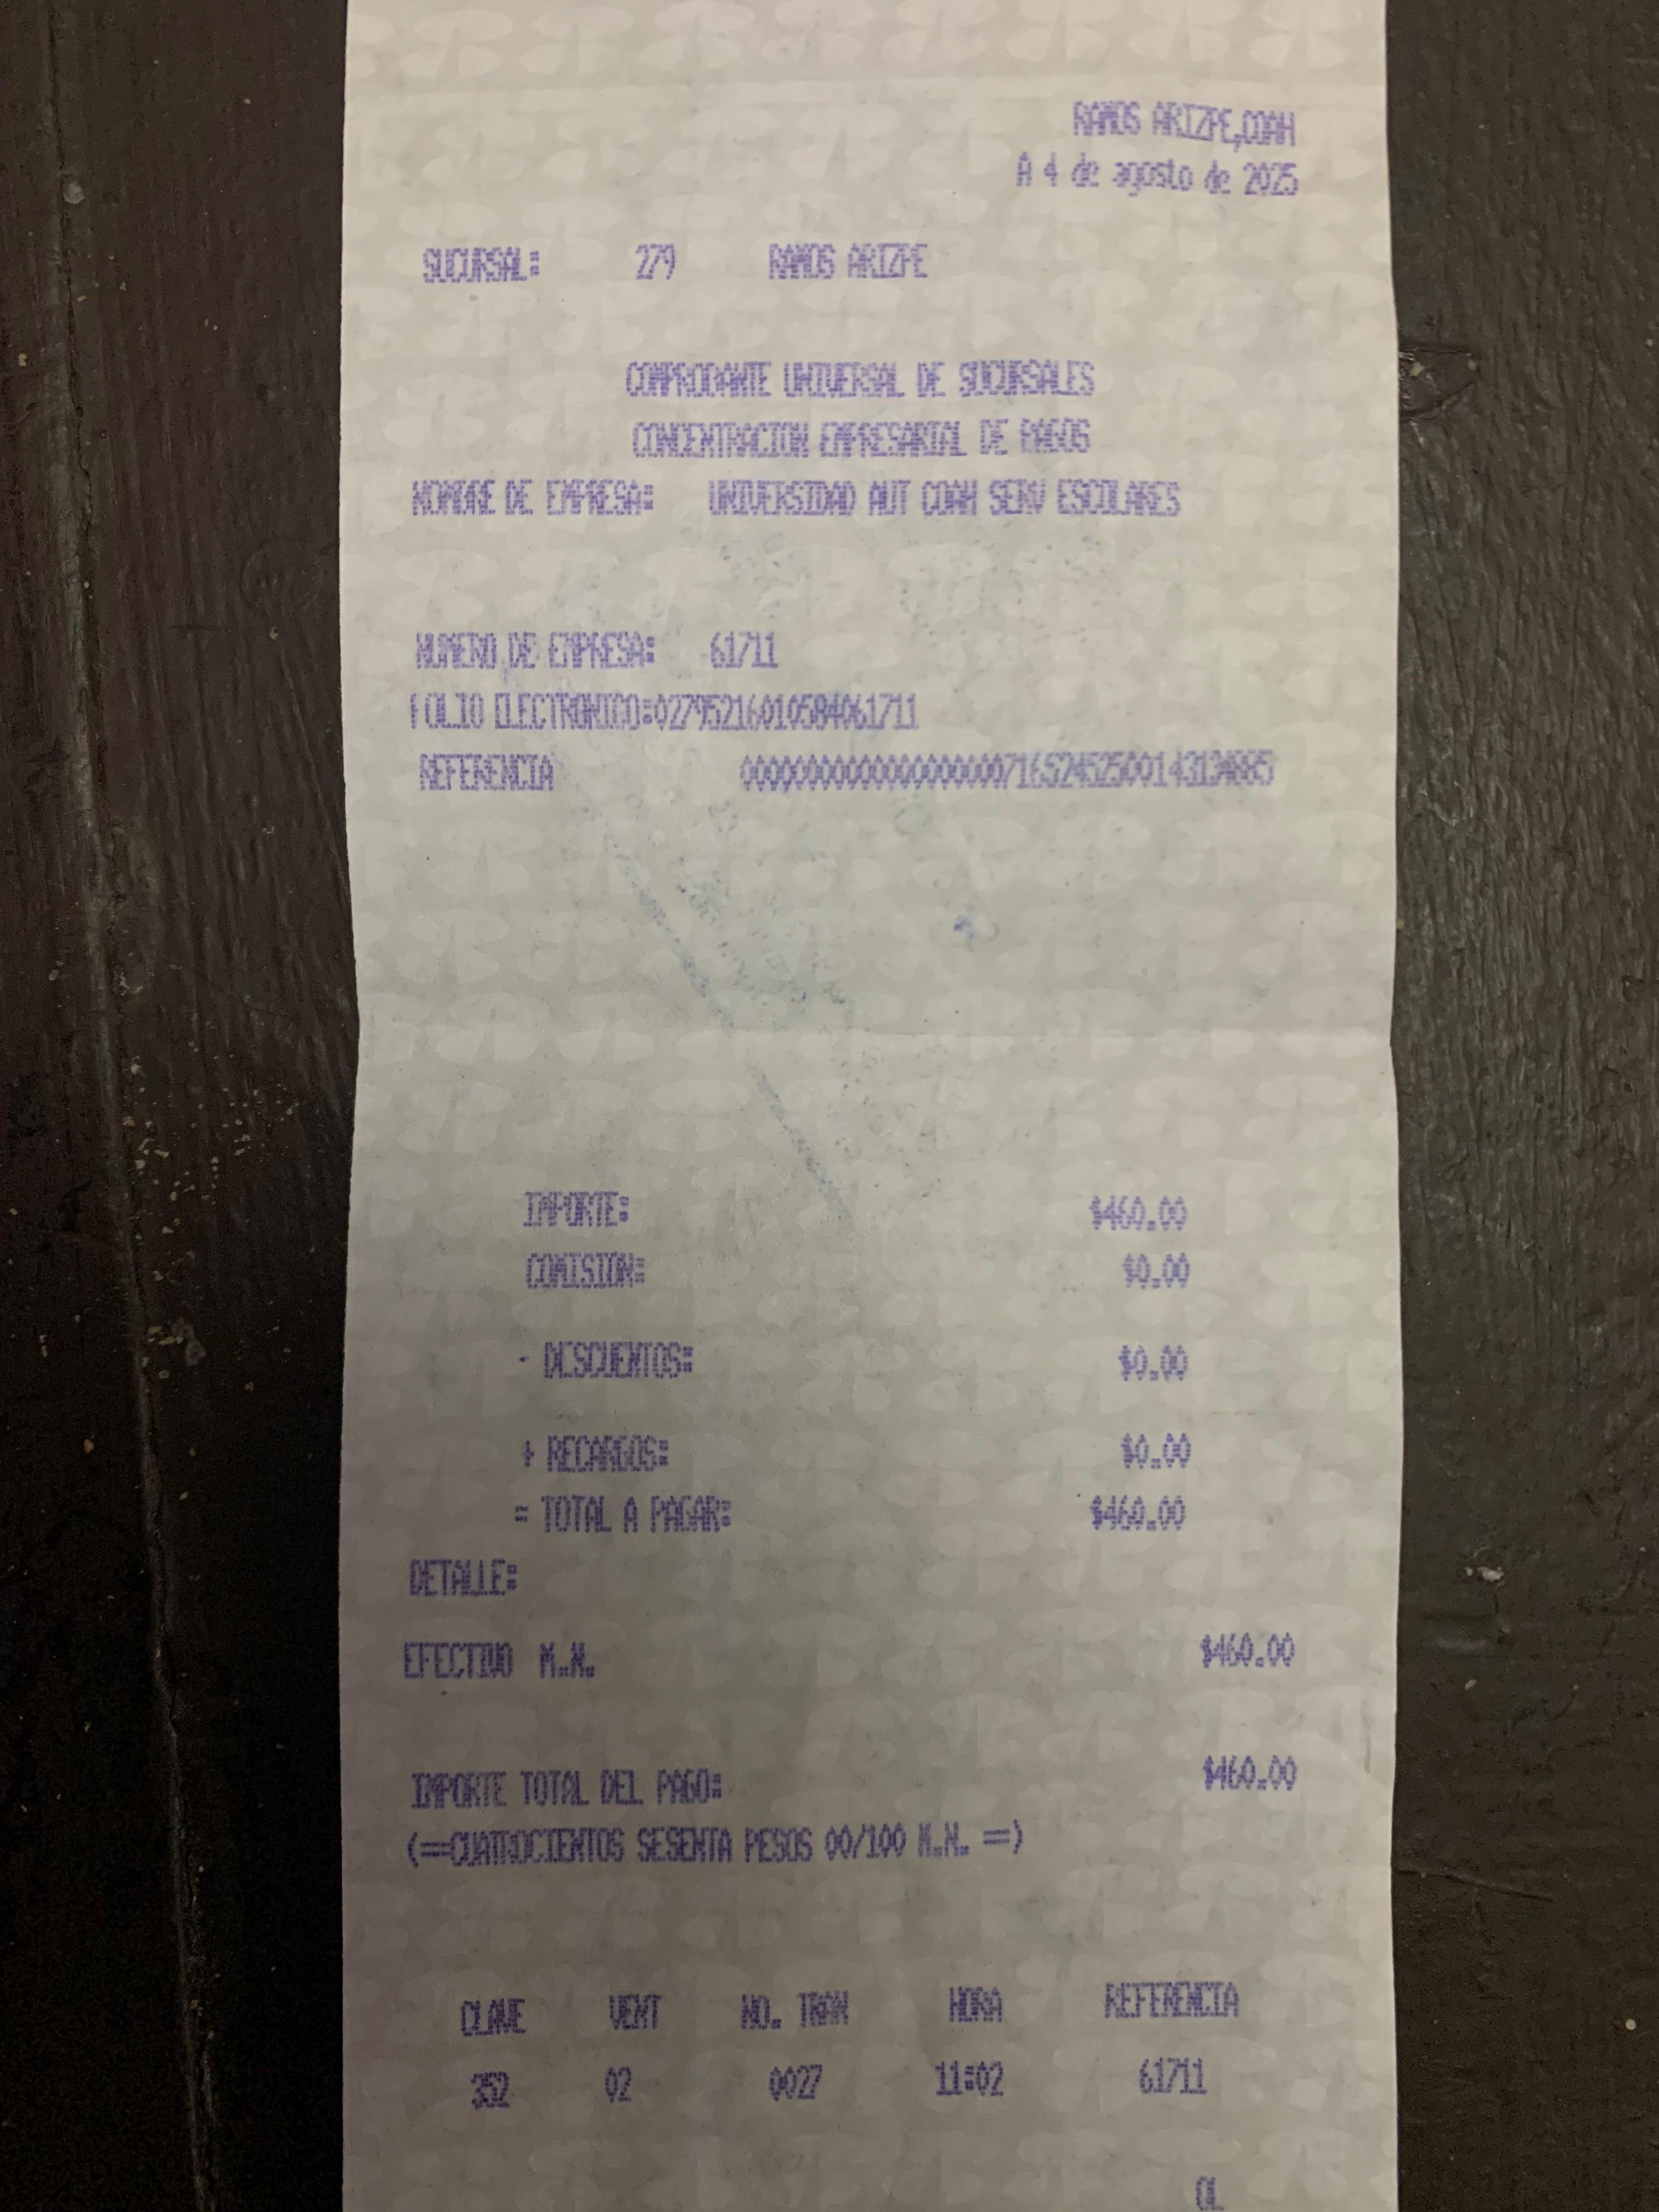 RAMOS ARIZPE,COAH
A 4 de agosto de 2025
SUCURSAL: 279 RAMOS ARIZPE
COMPROBANTE UNIVERSAL DE SUCURSALES
CONCENTRACION EMPRESARIAL DE PAGOS
NOMBRE DE EMPRESA: UNIVERSIDAD AUT COAH SERV ESCOLARES
NUMERO DE EMPRESA: 61711
FOLIO ELECTRONICO:02795216010584061711
REFERENCIA
IMPORTE: $460.00
COMISION: $0.00
- DESCUENTOS: $0.00
+ RECARGOS: $0.00
= TOTAL A PAGAR: $460.00
DETALLE:
EFECTIVO M.N. $460.00
IMPORTE TOTAL DEL PAGO: $460.00
(==CUATROCIENTOS SESENTA PESOS 00/100 M.N. ==)
CLAVE VENT NO. TRAN HORA REFERENCIA
352 02 0027 11:02 61711